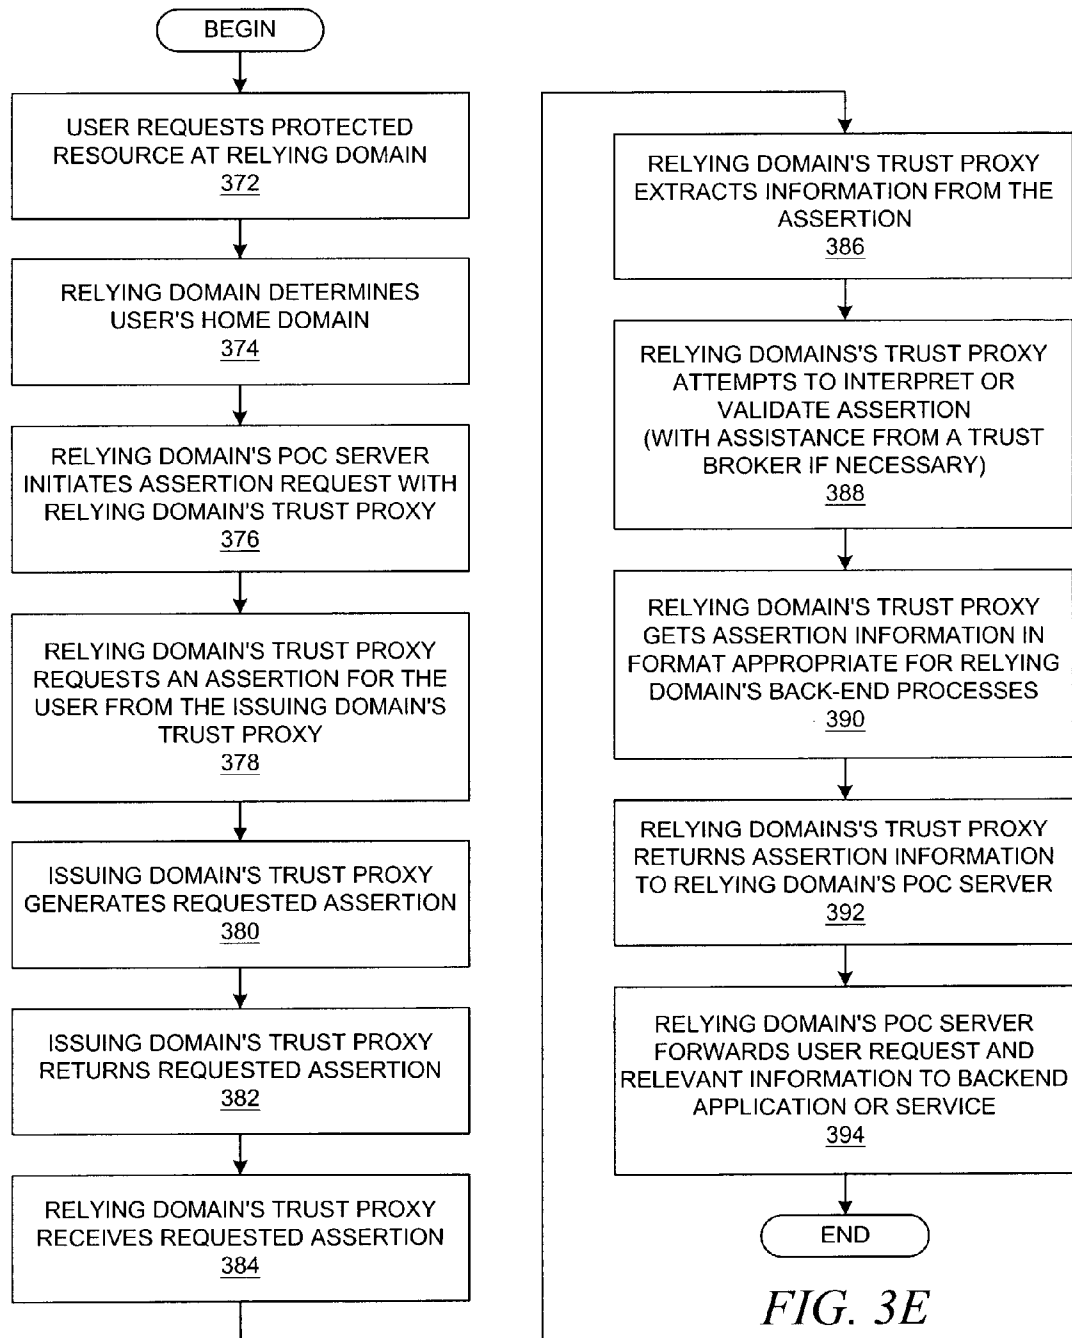 BEGIN
USER REQUESTS PROTECTED
RESOURCE AT RELYING DOMAIN
372
RELYING DOMAIN DETERMINES
USER'S HOME DOMAIN
374
RELYING DOMAIN'S POC SERVER
INITIATES ASSERTION REQUEST WITH
RELYING DOMAIN'S TRUST PROXY
376
RELYING DOMAIN'S TRUST PROXY
REQUESTS AN ASSERTION FOR THE
USER FROM THE ISSUING DOMAIN'S
TRUST PROXY
378
ISSUING DOMAIN'S TRUST PROXY
GENERATES REQUESTED ASSERTION
380
ISSUING DOMAIN'S TRUST PROXY
RETURNS REQUESTED ASSERTION
382
RELYING DOMAIN'S TRUST PROXY
RECEIVES REQUESTED ASSERTION
384
RELYING DOMAIN'S TRUST PROXY
EXTRACTS INFORMATION FROM THE
ASSERTION
386
RELYING DOMAINS'S TRUST PROXY
ATTEMPTS TO INTERPRET OR
VALIDATE ASSERTION
(WITH ASSISTANCE FROM A TRUST
BROKER IF NECESSARY)
388
RELYING DOMAIN'S TRUST PROXY
GETS ASSERTION INFORMATION IN
FORMAT APPROPRIATE FOR RELYING
DOMAIN'S BACK-END PROCESSES
390
RELYING DOMAINS'S TRUST PROXY
RETURNS ASSERTION INFORMATION
TO RELYING DOMAIN'S POC SERVER
392
RELYING DOMAIN'S POC SERVER
FORWARDS USER REQUEST AND
RELEVANT INFORMATION TO BACKEND
APPLICATION OR SERVICE
394
END
FIG. 3E